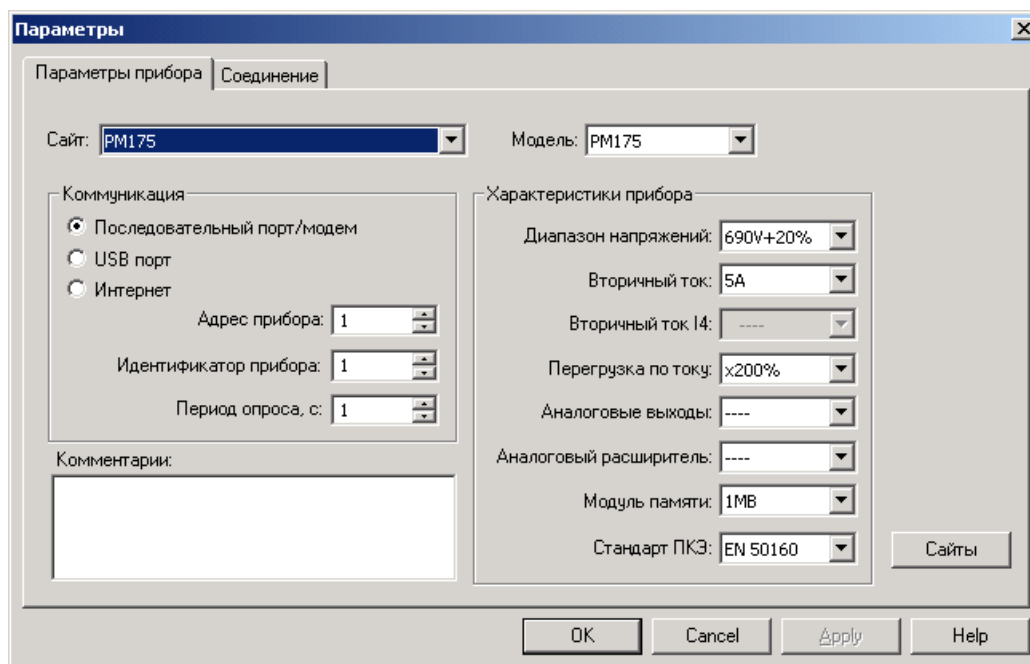 Параметры
Параметры прибора
Соединение
Сайт: PM175
Модель: PM175
Коммуникация
Последовательный порт/модем
USB порт
Интернет
Адрес прибора: 1
Идентификатор прибора: 1
Период опроса, с: 1
Комментарии:
Характеристики прибора
Диапазон напряжений: 690V+20%
Вторичный ток: 5A
Вторичный ток I4: ----
Перегрузка по току: x200%
Аналоговые выходы: ----
Аналоговый расширитель: ----
Модуль памяти: 1MB
Стандарт ПКЭ: EN 50160
Сайты
OK
Cancel
Apply
Help